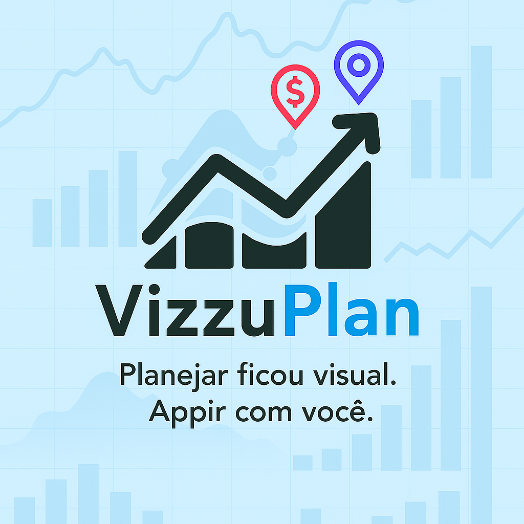 $
VizzuPlan
Planejar ficou visual.
Appir com você.